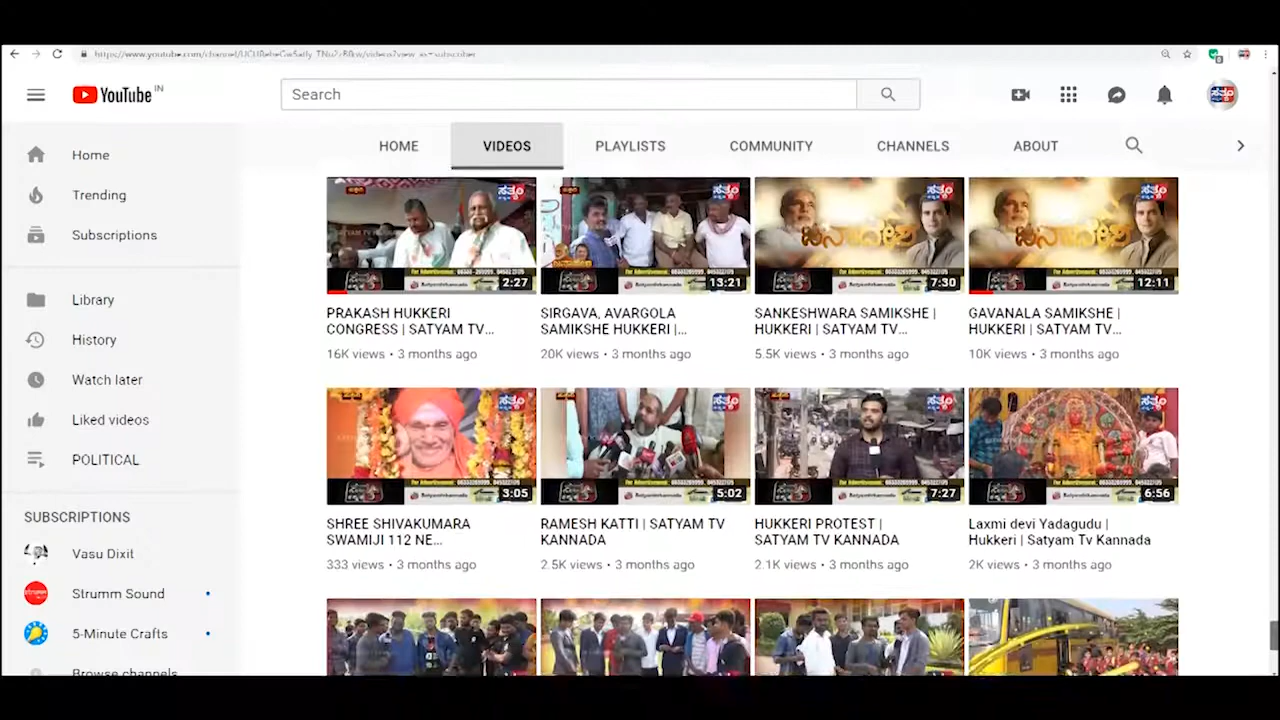 YouTube IN
Search
HOME
VIDEOS
PLAYLISTS
COMMUNITY
CHANNELS
ABOUT
Home
Trending
Subscriptions
Library
History
Watch later
Liked videos
POLITICAL
SUBSCRIPTIONS
Vasu Dixit
Strumm Sound
5-Minute Crafts
Browse channels
2:27
13:21
7:30
12:11
PRAKASH HUKKERI
CONGRESS | SATYAM TV...
16K views • 3 months ago
SIRGAVA, AVARGOLA
SAMIKSHE HUKKERI |...
20K views • 3 months ago
SANKESHWARA SAMIKSHE |
HUKKERI | SATYAM TV...
5.5K views • 3 months ago
GAVANALA SAMIKSHE |
HUKKERI | SATYAM TV...
10K views • 3 months ago
3:05
5:02
7:27
6:56
SHREE SHIVAKUMARA
SWAMIJI 112 NE...
333 views • 3 months ago
RAMESH KATTI | SATYAM TV
KANNADA
2.5K views • 3 months ago
HUKKERI PROTEST |
SATYAM TV KANNADA
2.1K views • 3 months ago
Laxmi devi Yadagudu |
Hukkeri | Satyam Tv Kannada
2K views • 3 months ago